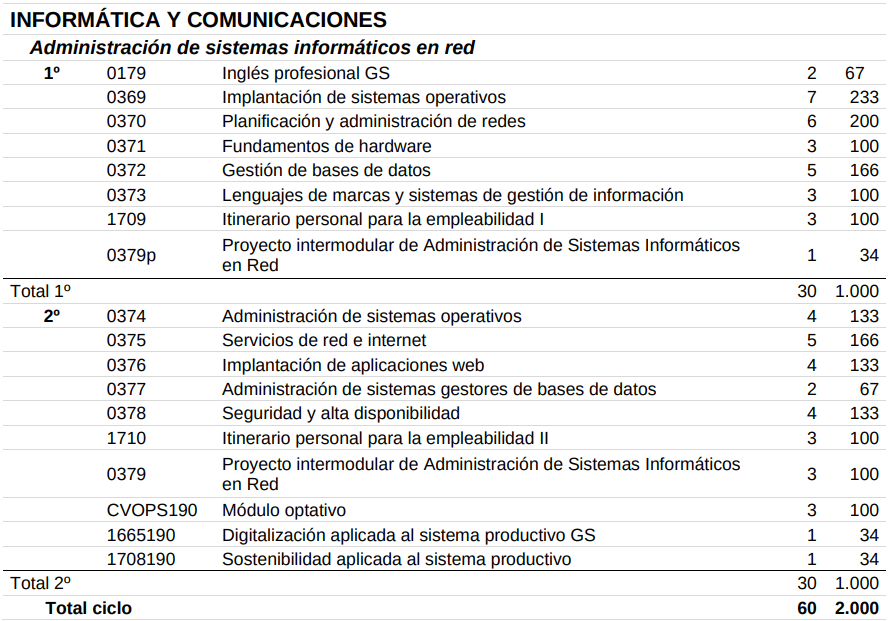 INFORMÁTICA Y COMUNICACIONES
Administración de sistemas informáticos en red
1º 0179 Inglés profesional GS 2 67
0369 Implantación de sistemas operativos 7 233
0370 Planificación y administración de redes 6 200
0371 Fundamentos de hardware 3 100
0372 Gestión de bases de datos 5 166
0373 Lenguajes de marcas y sistemas de gestión de información 3 100
1709 Itinerario personal para la empleabilidad I 3 100
0379p Proyecto intermodular de Administración de Sistemas Informáticos
en Red 1 34
Total 1º 30 1.000
2º 0374 Administración de sistemas operativos 4 133
0375 Servicios de red e internet 5 166
0376 Implantación de aplicaciones web 4 133
0377 Administración de sistemas gestores de bases de datos 2 67
0378 Seguridad y alta disponibilidad 4 133
1710 Itinerario personal para la empleabilidad II 3 100
0379 Proyecto intermodular de Administración de Sistemas Informáticos
en Red 3 100
CVOPS190 Módulo optativo 3 100
1665190 Digitalización aplicada al sistema productivo GS 1 34
1708190 Sostenibilidad aplicada al sistema productivo 1 34
Total 2º 30 1.000
Total ciclo 60 2.000